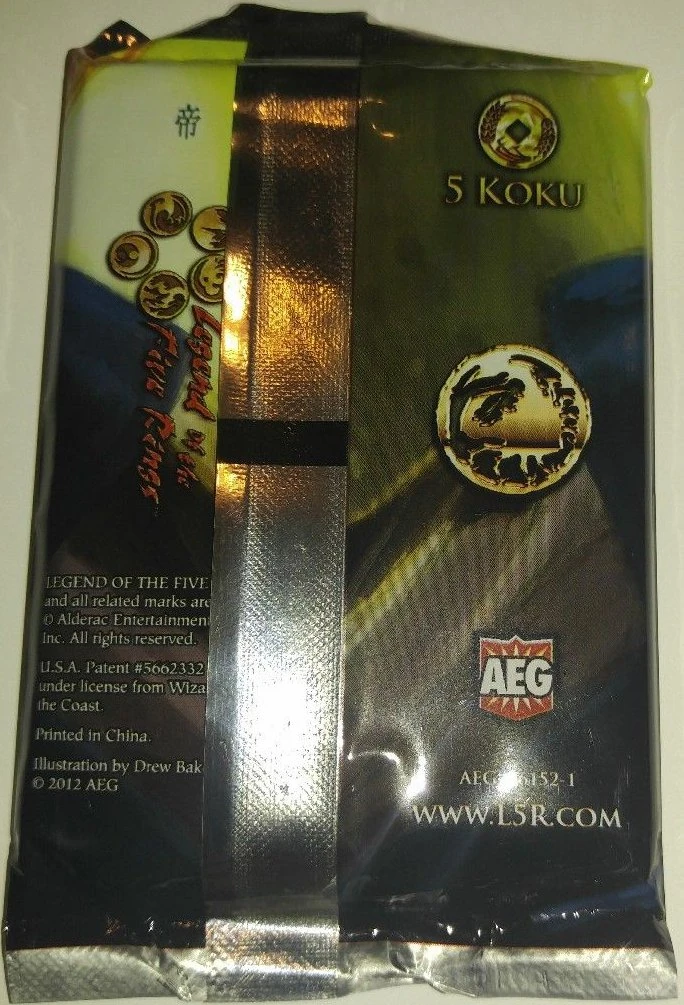 帝
Legend of the
Five Rings
LEGEND OF THE FIVE
and all related marks are
© Alderac Entertainment
Inc. All rights reserved.
U.S.A. Patent #5662332
under license from Wiza
the Coast.
Printed in China.
Illustration by Drew Bak
© 2012 AEG
5 KOKU
AEG
152-1
WWW.L5R.COM